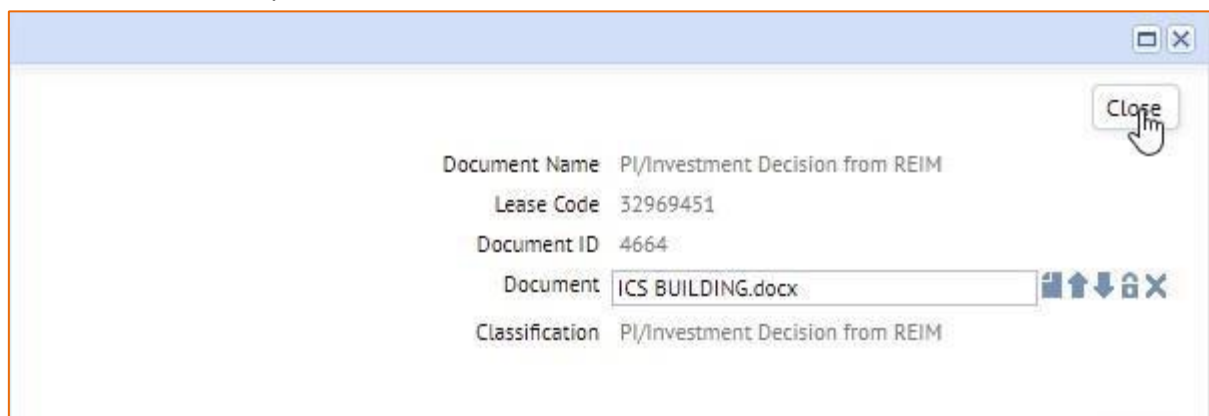 Close
Document Name PI/Investment Decision from REIM
Lease Code 32969451
Document ID 4664
Document ICS BUILDING.docx
Classification PI/Investment Decision from REIM